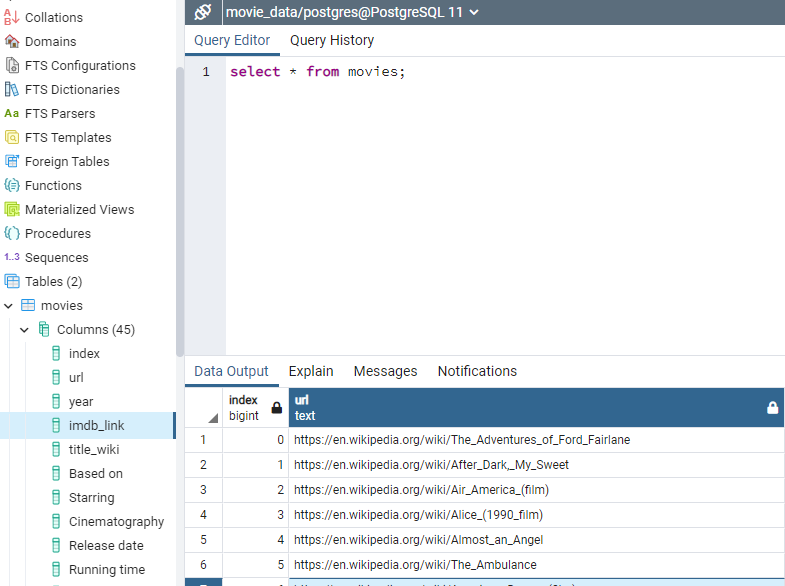 Collations
Domains
FTS Configurations
FTS Dictionaries
Aa FTS Parsers
FTS Templates
Foreign Tables
Functions
Materialized Views
Procedures
1..3 Sequences
Tables (2)
movies
Columns (45)
index
url
year
imdb_link
title_wiki
Based on
Starring
Cinematography
Release date
Running time
movie_data/postgres@PostgreSQL 11
Query Editor Query History
1 select * from movies;
Data Output Explain Messages Notifications
index
bigint
url
text
1 0 https://en.wikipedia.org/wiki/The_Adventures_of_Ford_Fairlane
2 1 https://en.wikipedia.org/wiki/After_Dark,_My_Sweet
3 2 https://en.wikipedia.org/wiki/Air_America_(film)
4 3 https://en.wikipedia.org/wiki/Alice_(1990_film)
5 4 https://en.wikipedia.org/wiki/Almost_an_Angel
6 5 https://en.wikipedia.org/wiki/The_Ambulance